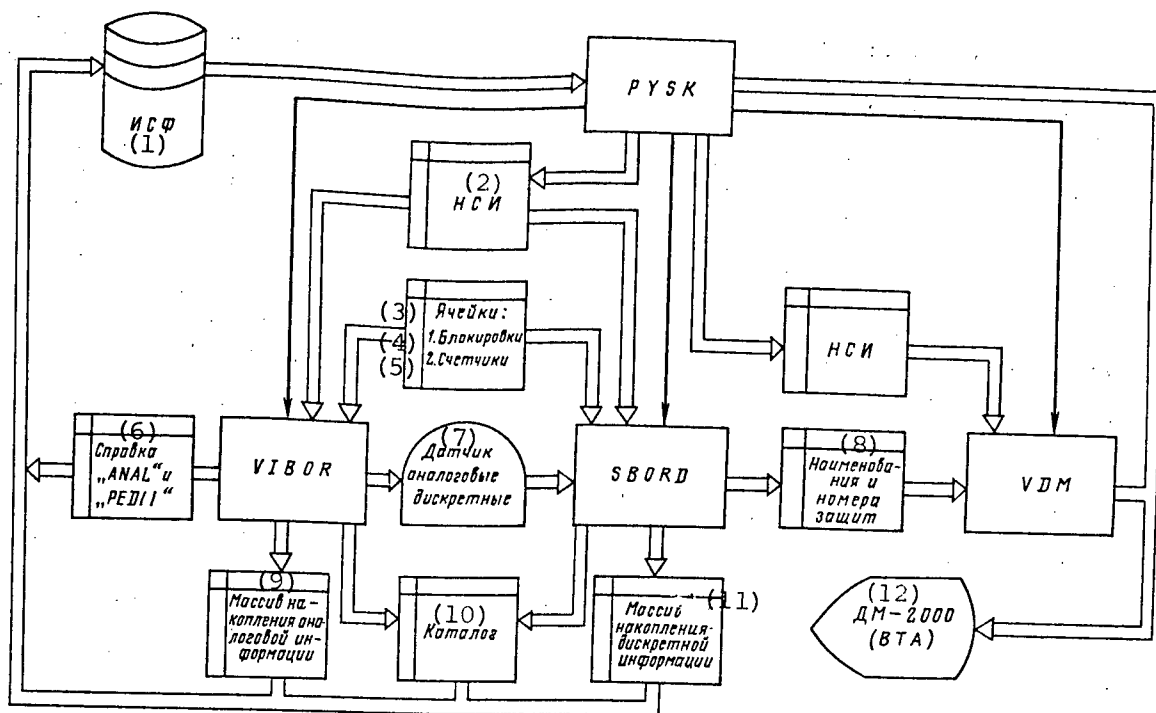 PYSK
ИСФ
(1)
(2)
НСИ
(3) Ячейки:
(4) 1. Блокировки
(5) 2. Счетчики
НСИ
(6)
Справка
„ANAL“ и
„PEDII“
VIBOR
(7)
Датчик
аналоговые
дискретные
SBORD
(8)
Наименова-
ния и
номера
защит
VDM
(9)
Массив на-
копления ана-
логовой ин-
формации
(10)
Каталог
(11)
Массив
накопления
дискретной
информации
(12)
ДМ-2000
(ВТА)